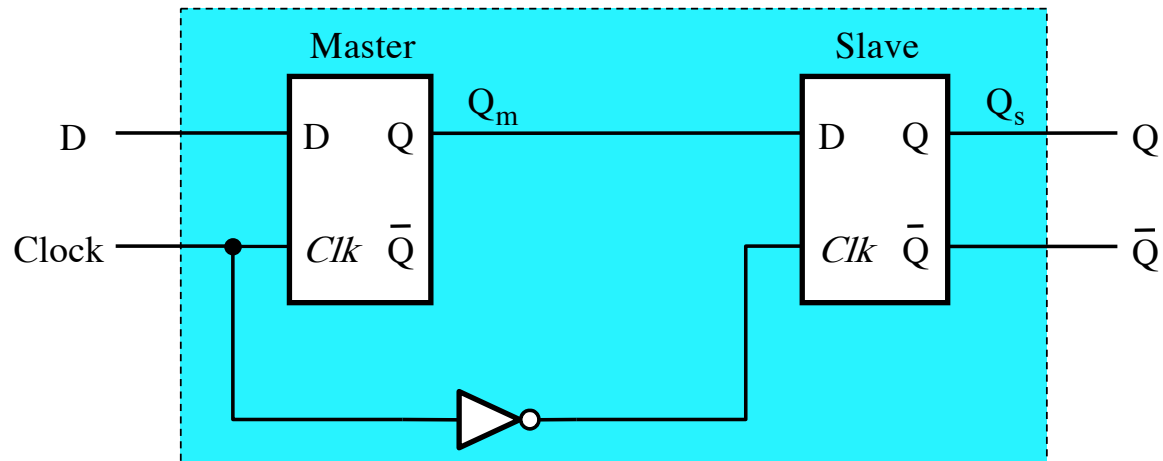 Master Slave
D D Q Qₘ D Q Qₛ Q
Clock Clk Q̄ Clk Q̄ Q̄